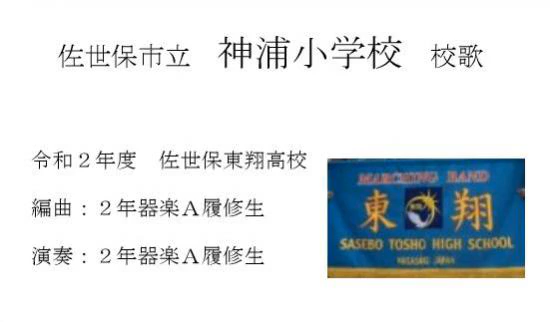 佐世保市立　神浦小学校　校歌
令和２年度　佐世保東翔高校
編曲：２年器楽Ａ履修生
演奏：２年器楽Ａ履修生
MARCHING BAND
東 翔
SASEBO TOSHO HIGH SCHOOL
NAGASAKI JAPAN